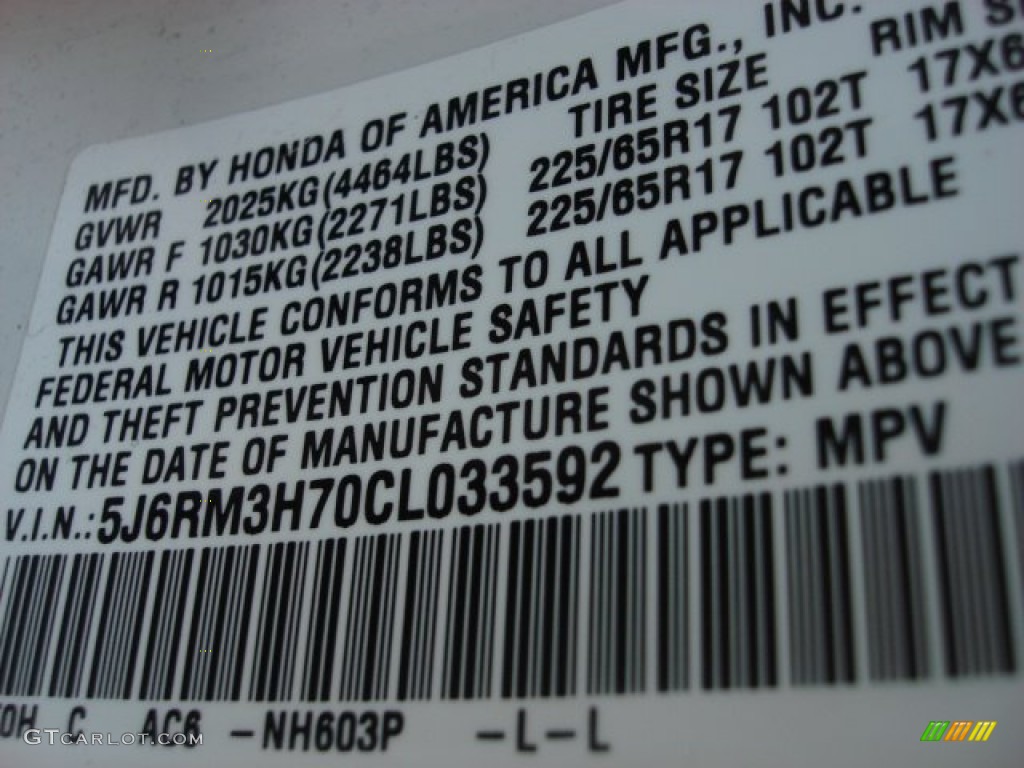 MFD. BY HONDA OF AMERICA MFG., INC.
TIRE SIZE RIM
GVWR 2025KG(4464LBS) 225/65R17 102T 17X6
GAWR F 1030KG(2271LBS) 225/65R17 102T 17X6
GAWR R 1015KG(2238LBS)
THIS VEHICLE CONFORMS TO ALL APPLICABLE
FEDERAL MOTOR VEHICLE SAFETY
AND THEFT PREVENTION STANDARDS IN EFFECT
ON THE DATE OF MANUFACTURE SHOWN ABOVE
V.I.N.: 5J6RM3H70CL033592 TYPE: MPV
C AC6 -NH603P -L-L
GTCARLOT.COM